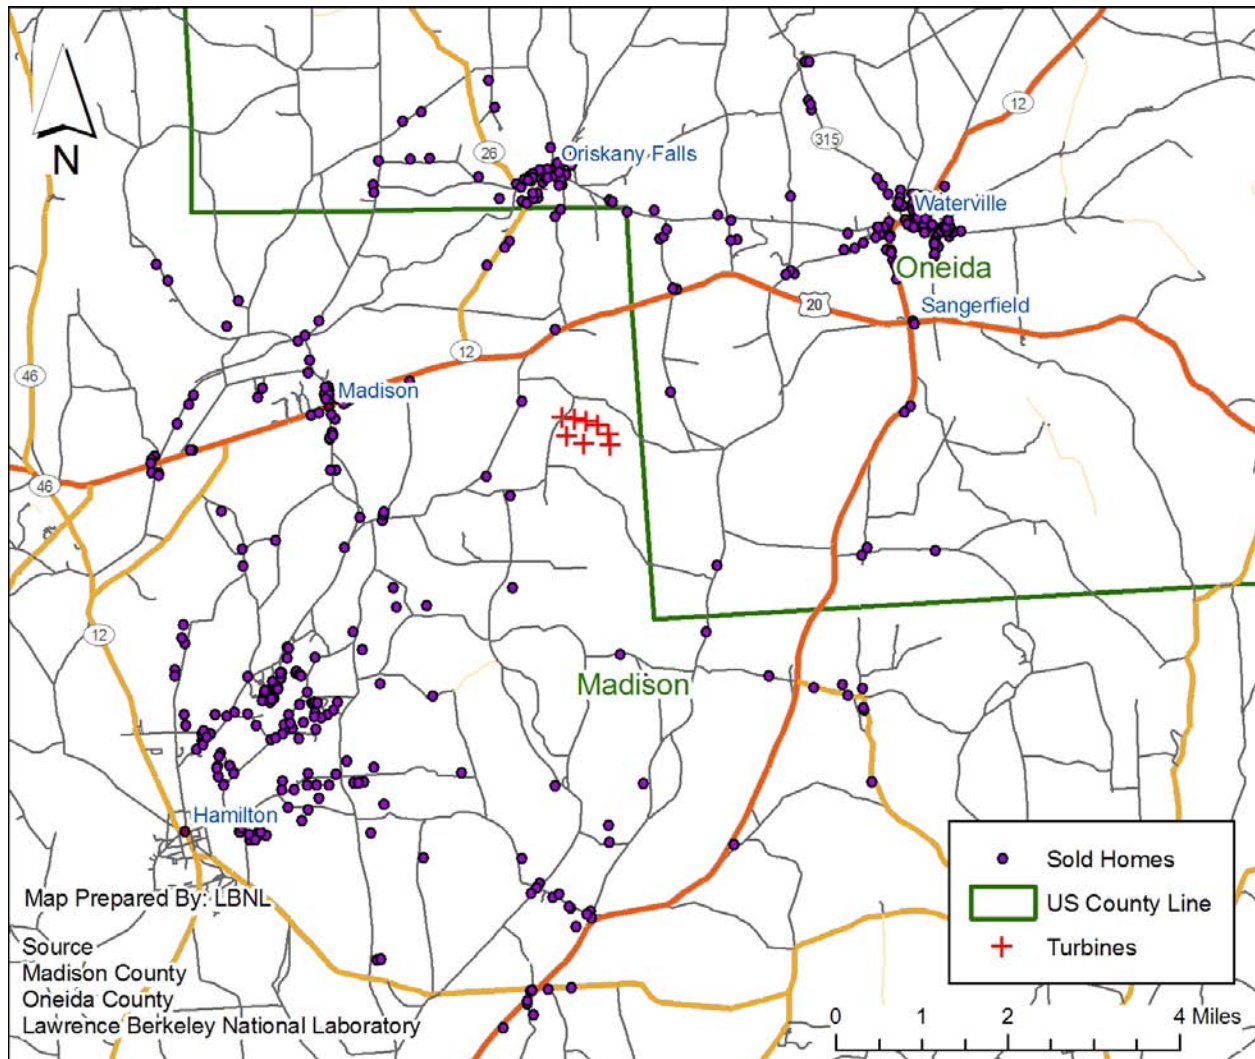 12
315
26
Oriskany Falls
N
Waterville
Oneida
20
Sangerfield
12
46
Madison
46
12
Madison
Hamilton
Map Prepared By: LBNL
Source
Madison County
Oneida County
Lawrence Berkeley National Laboratory
Sold Homes
US County Line
Turbines
0 1 2 4 Miles